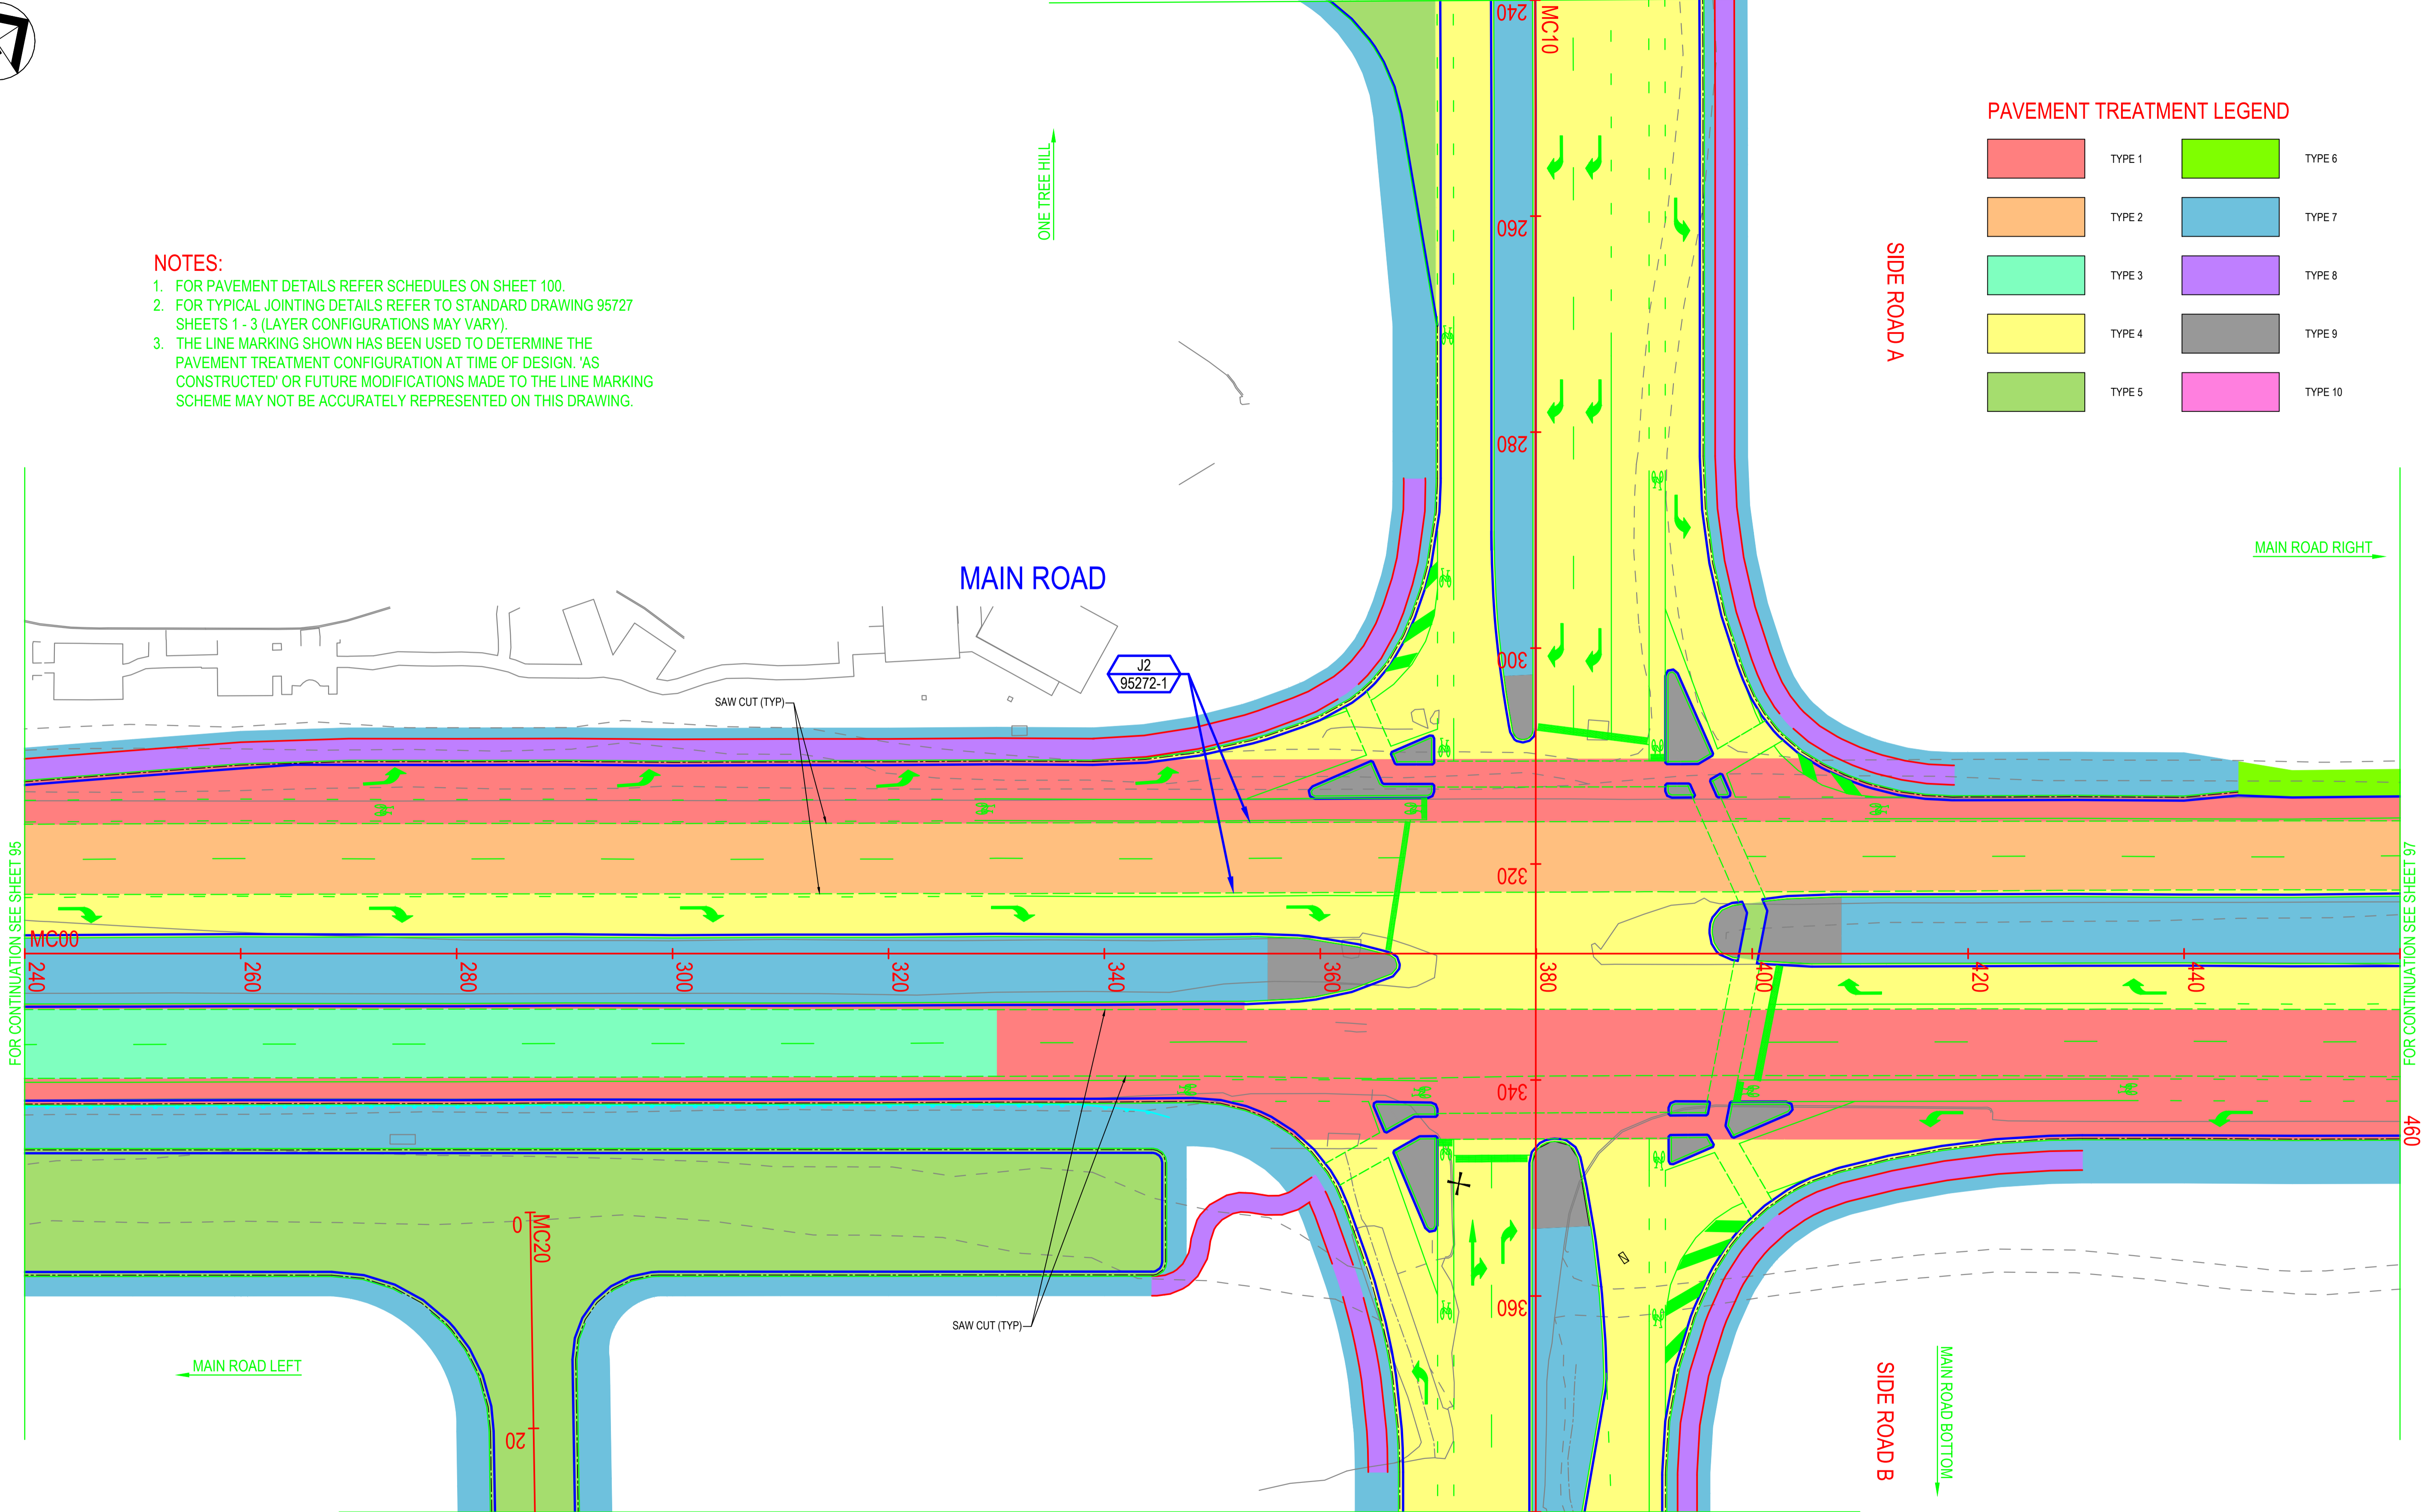 240
MC10
PAVEMENT TREATMENT LEGEND
TYPE 1
TYPE 6
TYPE 2
TYPE 7
TYPE 3
TYPE 8
TYPE 4
TYPE 9
TYPE 5
TYPE 10
ONE TREE HILL
260
SIDE ROAD A
NOTES:
1. FOR PAVEMENT DETAILS REFER SCHEDULES ON SHEET 100.
2. FOR TYPICAL JOINTING DETAILS REFER TO STANDARD DRAWING 95727
SHEETS 1 - 3 (LAYER CONFIGURATIONS MAY VARY).
3. THE LINE MARKING SHOWN HAS BEEN USED TO DETERMINE THE
PAVEMENT TREATMENT CONFIGURATION AT TIME OF DESIGN. 'AS
CONSTRUCTED' OR FUTURE MODIFICATIONS MADE TO THE LINE MARKING
SCHEME MAY NOT BE ACCURATELY REPRESENTED ON THIS DRAWING.
280
MAIN ROAD RIGHT
MAIN ROAD
J2
95272-1
300
SAW CUT (TYP)
320
FOR CONTINUATION SEE SHEET 95
FOR CONTINUATION SEE SHEET 97
MC00
240
260
280
300
320
340
360
380
400
420
440
460
340
0
MC20
360
SAW CUT (TYP)
MAIN ROAD LEFT
20
SIDE ROAD B
MAIN ROAD BOTTOM